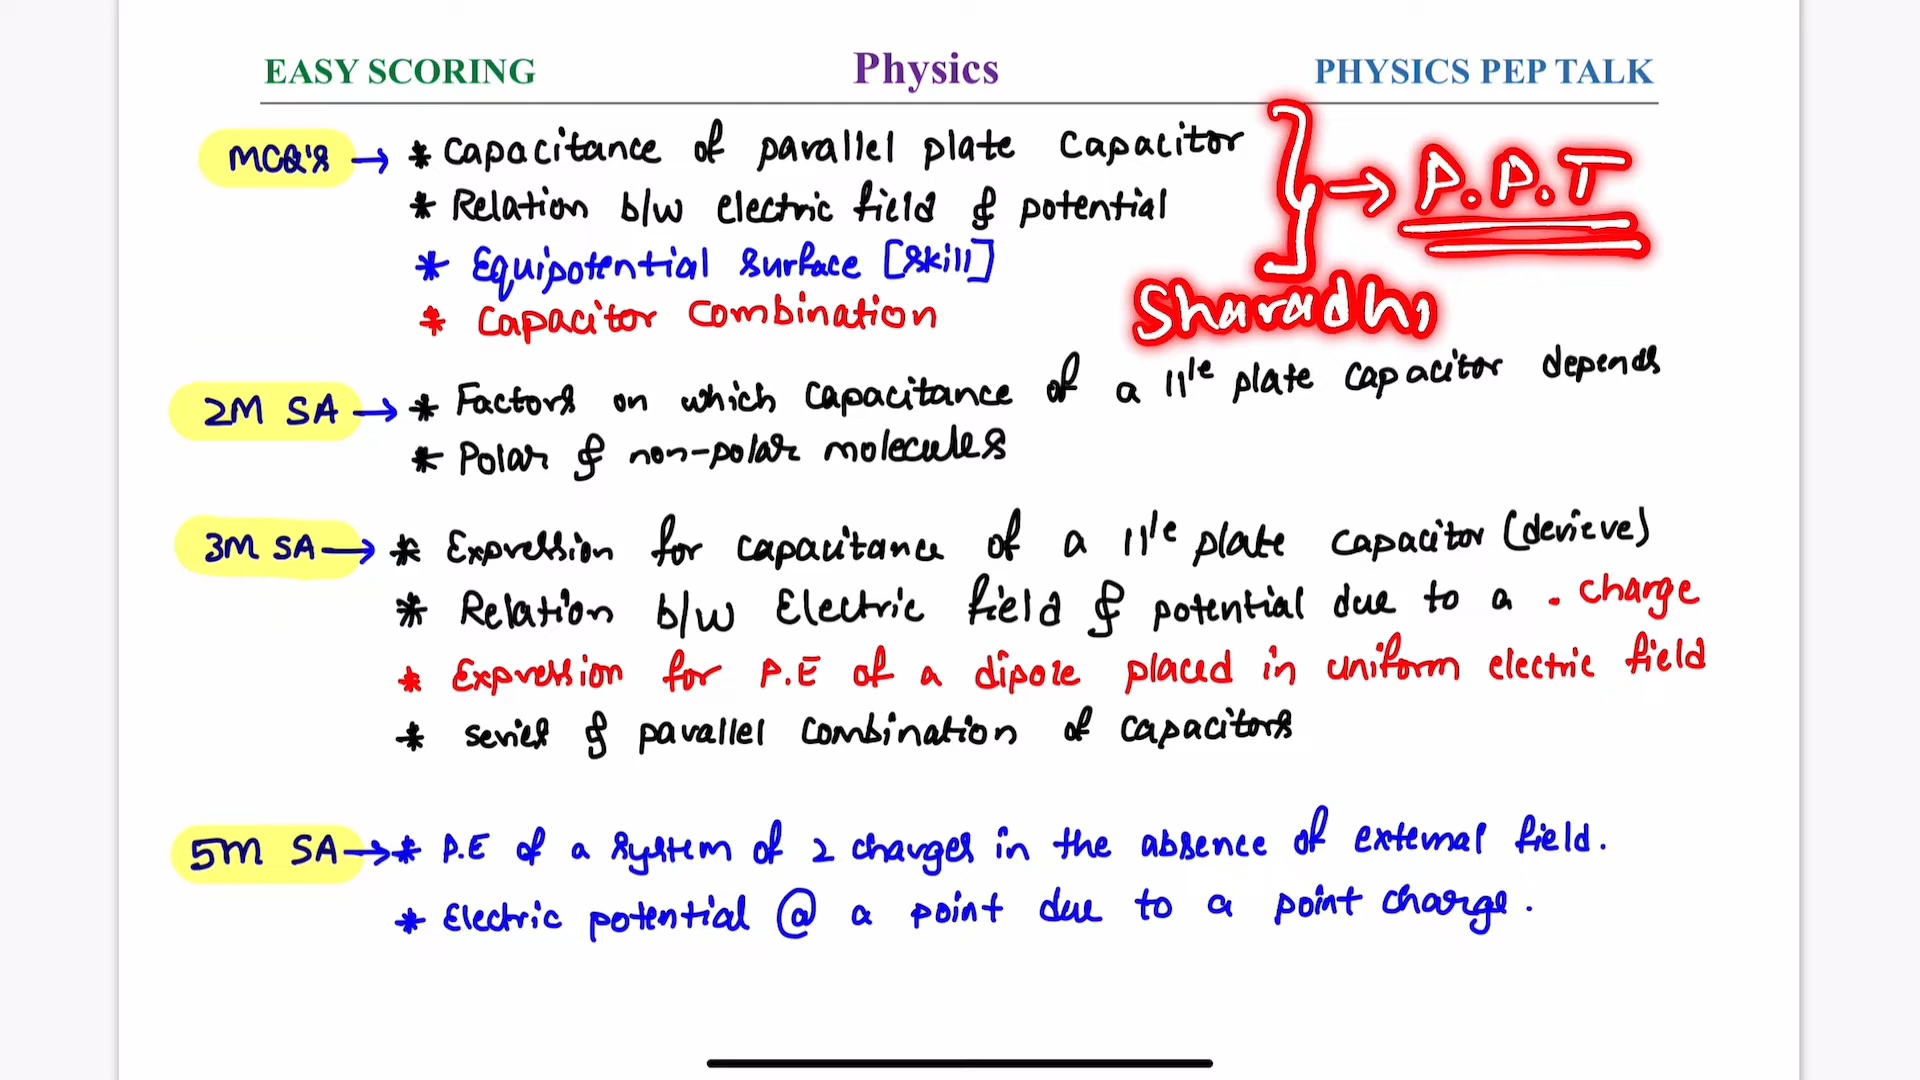 EASY SCORING Physics PHYSICS PEP TALK
MCQ's → * Capacitance of parallel plate capacitor
* Relation b/w electric field & potential
} → P.P.T
* Equipotential surface [skill]
* Capacitor Combination
Sharadhi
2M SA → * Factors on which capacitance of a 11le plate capacitor depends
* Polar & non-polar molecules
3M SA → * Expression for capacitance of a 11le plate capacitor (derieve)
* Relation b/w Electric field & potential due to a . charge
* Expression for P.E of a dipole placed in uniform electric field
* series & parallel combination of capacitors
5M SA → * P.E of a system of 2 charges in the absence of external field.
* Electric potential @ a point due to a point charge.